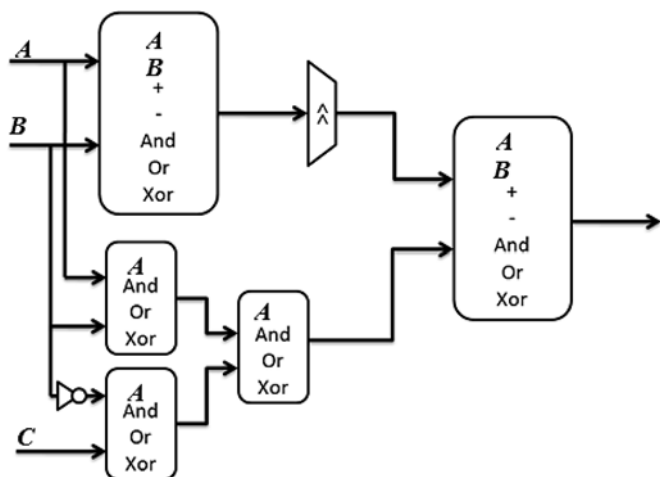 A
B
C
A
B
+
-
And
Or
Xor
<<
A
And
Or
Xor
A
And
Or
Xor
A
And
Or
Xor
A
B
+
-
And
Or
Xor